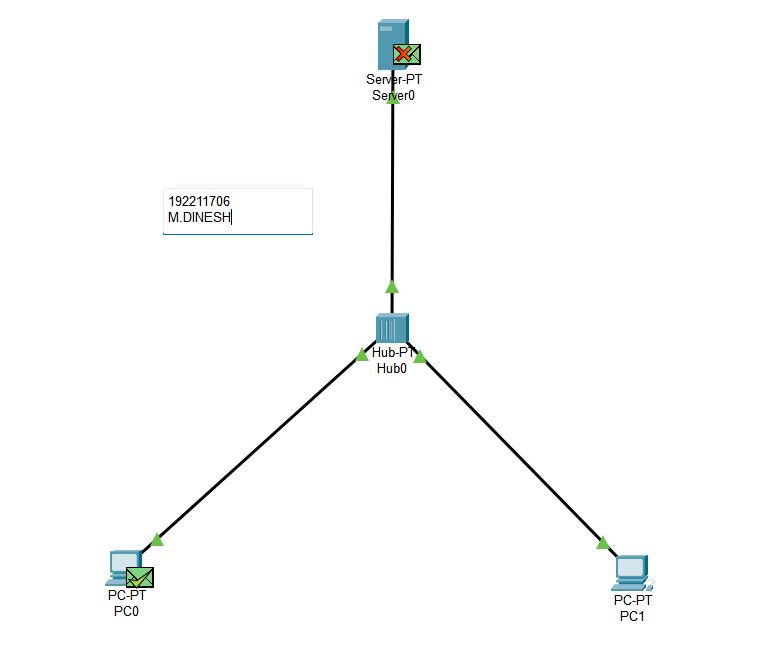 Server-PT
Server0
192211706
M.DINESH
Hub-PT
Hub0
PC-PT
PC0
PC-PT
PC1